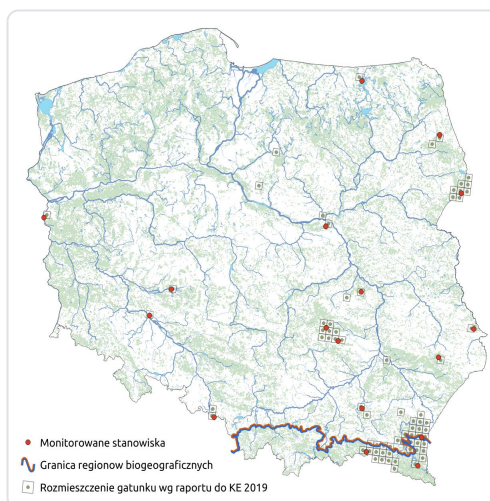 Monitorowane stanowiska
Granica regionow biogeograficznych
Rozmieszczenie gatunku wg raportu do KE 2019